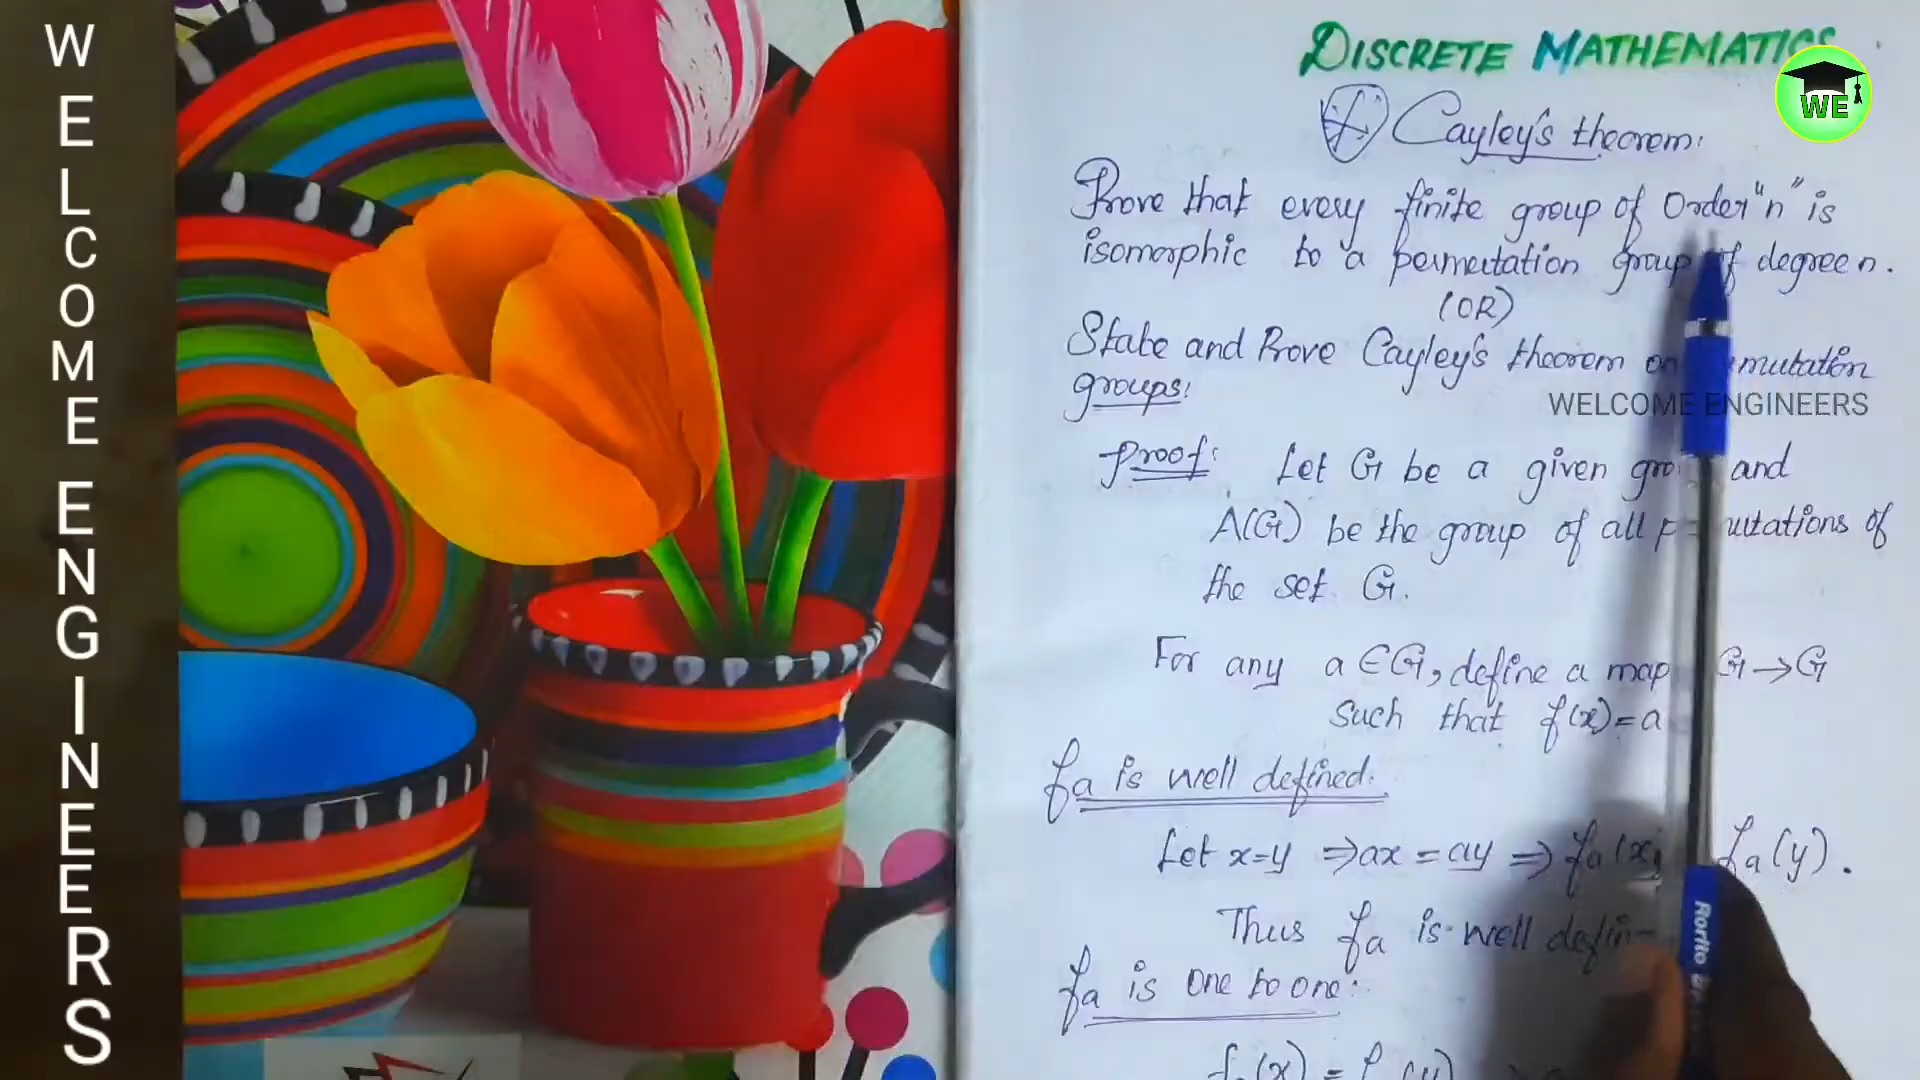 WELCOME ENGINEERS
DISCRETE MATHEMATICS
WE
Cayley's theorem:
Prove that every finite group of Order "n" is
isomorphic to a permutation group of degree n.
(OR)
State and Prove Cayley's theorem on
groups:
WELCOME ENGINEERS
Proof: Let G be a given and
A(G) be the group of all
the set G.
For any a∈G, define a map G→G
Such that f(x)=a
fa is well defined.
Let x=y ⇒ax = ay ⇒ fa(x) fa(y).
Thus fa is well
fa is one to one:
Rorito